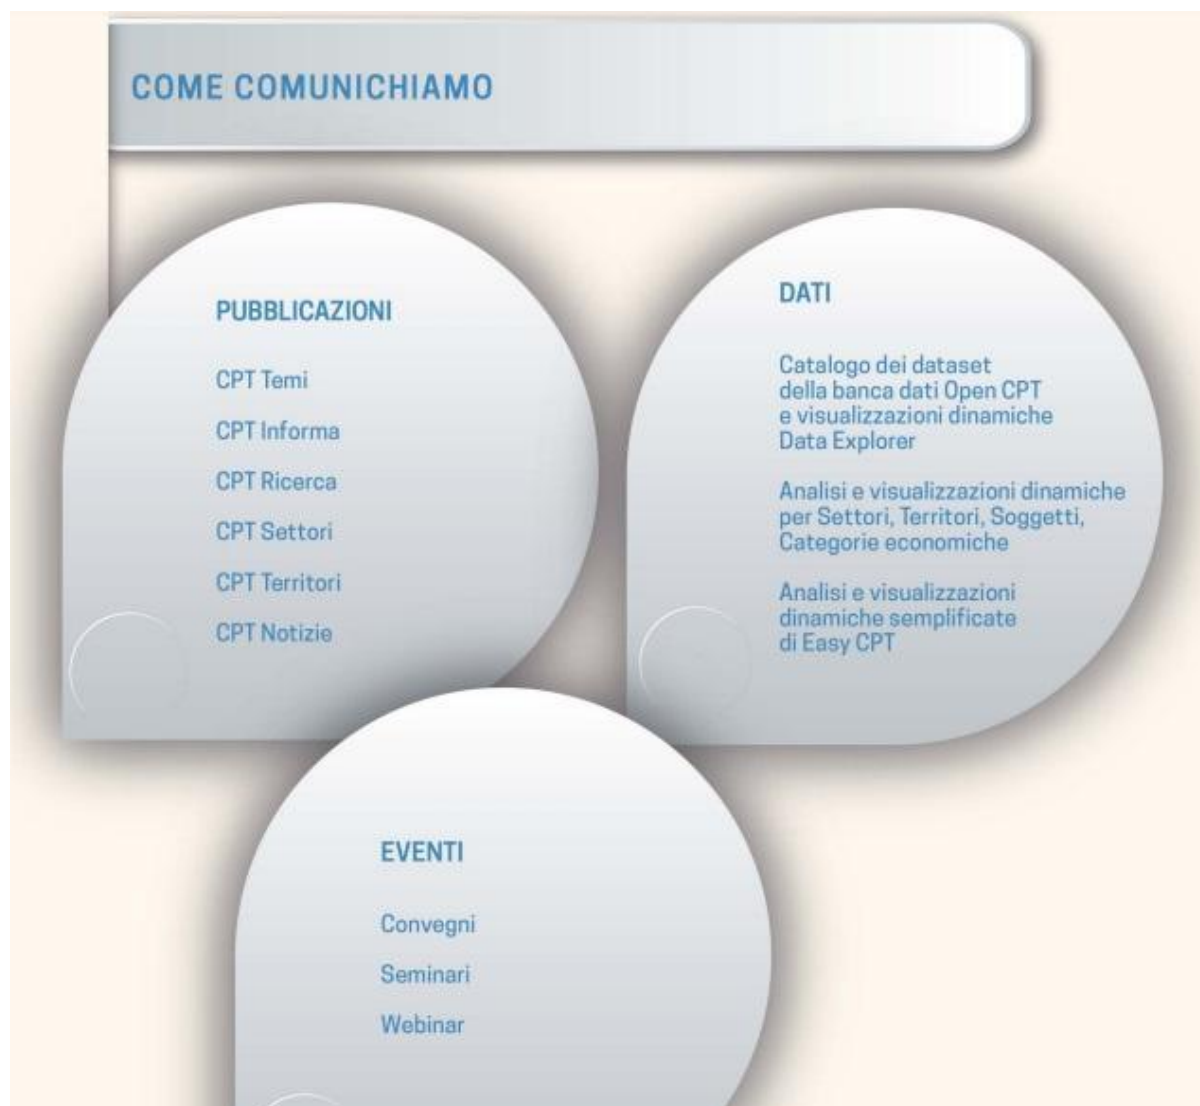 COME COMUNICHIAMO
PUBBLICAZIONI
CPT Temi
CPT Informa
CPT Ricerca
CPT Settori
CPT Territori
CPT Notizie
DATI
Catalogo dei dataset
della banca dati Open CPT
e visualizzazioni dinamiche
Data Explorer
Analisi e visualizzazioni dinamiche
per Settori, Territori, Soggetti,
Categorie economiche
Analisi e visualizzazioni
dinamiche semplificate
di Easy CPT
EVENTI
Convegni
Seminari
Webinar